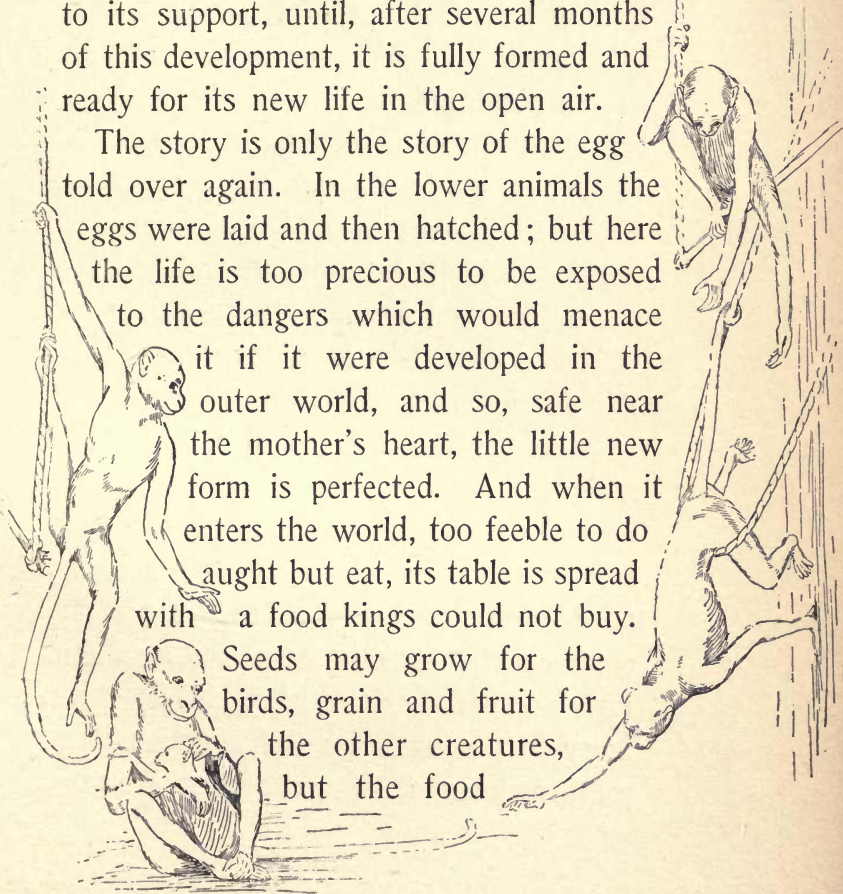 to its support, until, after several months
of this development, it is fully formed and
ready for its new life in the open air.
The story is only the story of the egg
told over again. In the lower animals the
eggs were laid and then hatched; but here
the life is too precious to be exposed
to the dangers which would menace
it if it were developed in the
outer world, and so, safe near
the mother's heart, the little new
form is perfected. And when it
enters the world, too feeble to do
aught but eat, its table is spread
with a food kings could not buy.
Seeds may grow for the
birds, grain and fruit for
the other creatures,
but the food